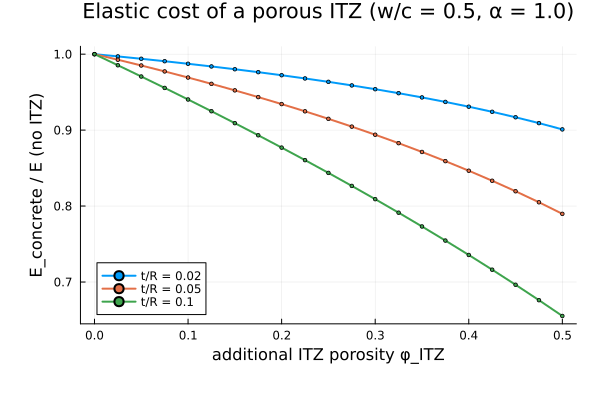 Elastic cost of a porous ITZ (w/c = 0.5, α = 1.0)
E_concrete / E (no ITZ)
1.0
0.9
0.8
0.7
t/R = 0.02
t/R = 0.05
t/R = 0.1
0.0 0.1 0.2 0.3 0.4 0.5
additional ITZ porosity φ_ITZ